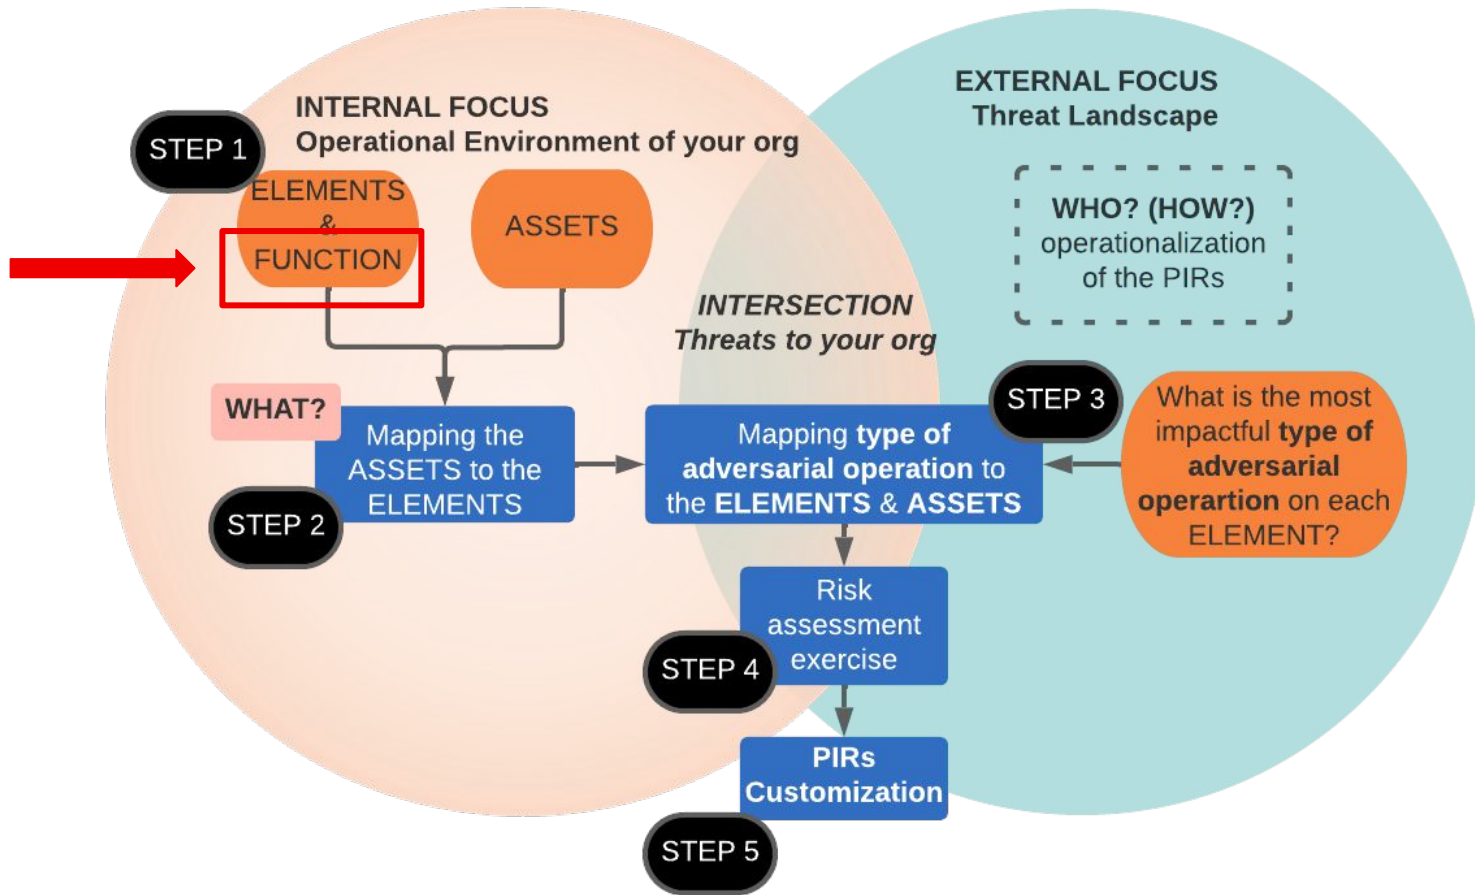 INTERNAL FOCUS
Operational Environment of your org
EXTERNAL FOCUS
Threat Landscape
STEP 1
ELEMENTS
&
FUNCTION
ASSETS
WHO? (HOW?)
operationalization
of the PIRs
INTERSECTION
Threats to your org
WHAT?
Mapping the
ASSETS to the
ELEMENTS
STEP 2
Mapping type of
adversarial operation to
the ELEMENTS & ASSETS
STEP 3
What is the most
impactful type of
adversarial
operartion on each
ELEMENT?
Risk
assessment
exercise
STEP 4
PIRs
Customization
STEP 5